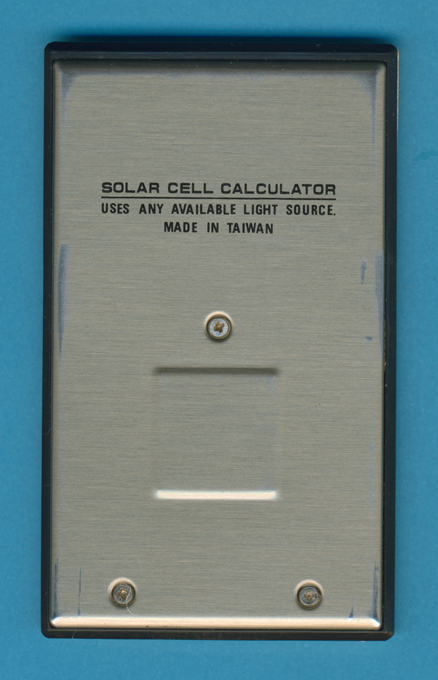 SOLAR CELL CALCULATOR
USES ANY AVAILABLE LIGHT SOURCE.
MADE IN TAIWAN